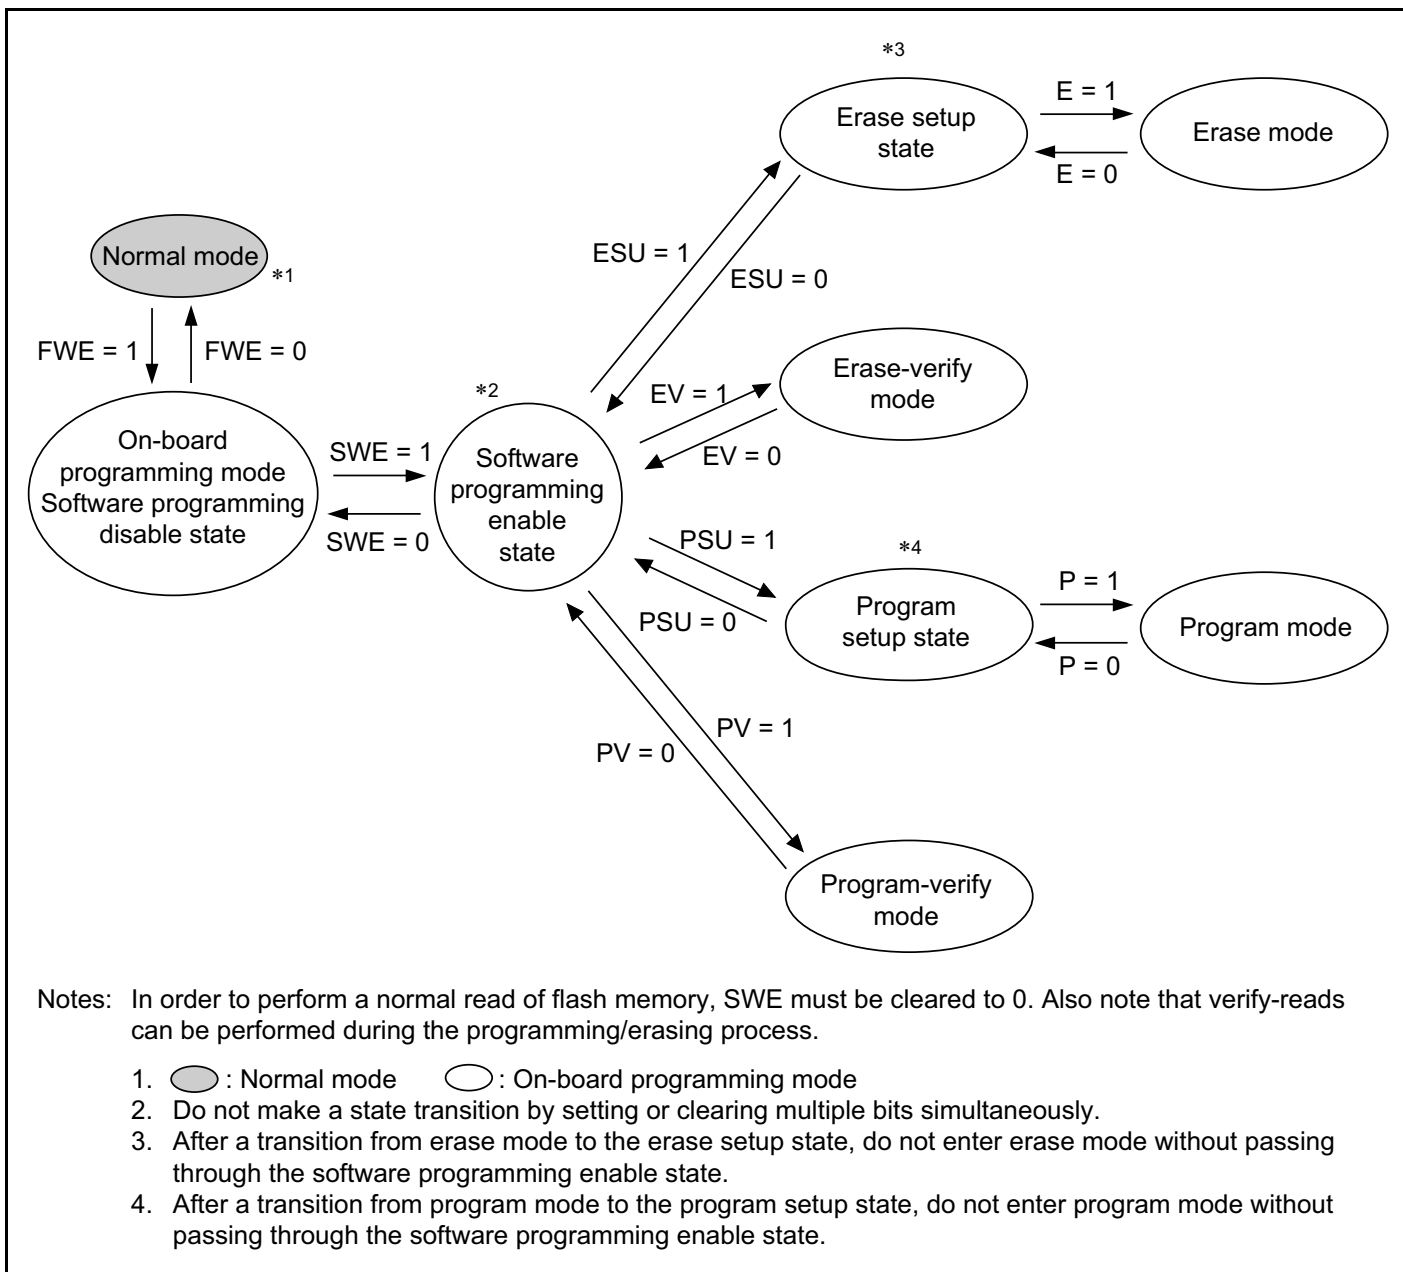 *3
Erase setup
state
E = 1
E = 0
Erase mode
Normal mode
*1
ESU = 1
ESU = 0
FWE = 1
FWE = 0
Erase-verify
mode
EV = 1
EV = 0
*2
On-board
programming mode
Software programming
disable state
SWE = 1
SWE = 0
Software
programming
enable
state
PSU = 1
PSU = 0
*4
Program
setup state
P = 1
P = 0
Program mode
PV = 1
PV = 0
Program-verify
mode
Notes: In order to perform a normal read of flash memory, SWE must be cleared to 0. Also note that verify-reads
can be performed during the programming/erasing process.
1. : Normal mode : On-board programming mode
2. Do not make a state transition by setting or clearing multiple bits simultaneously.
3. After a transition from erase mode to the erase setup state, do not enter erase mode without passing
through the software programming enable state.
4. After a transition from program mode to the program setup state, do not enter program mode without
passing through the software programming enable state.